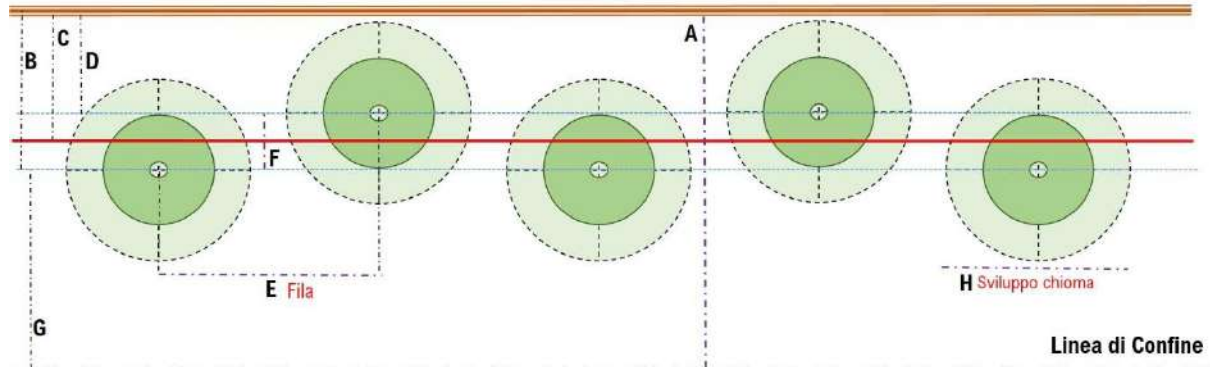 A
B
C
D
F
E Fila
H Sviluppo chioma
G
Linea di Confine